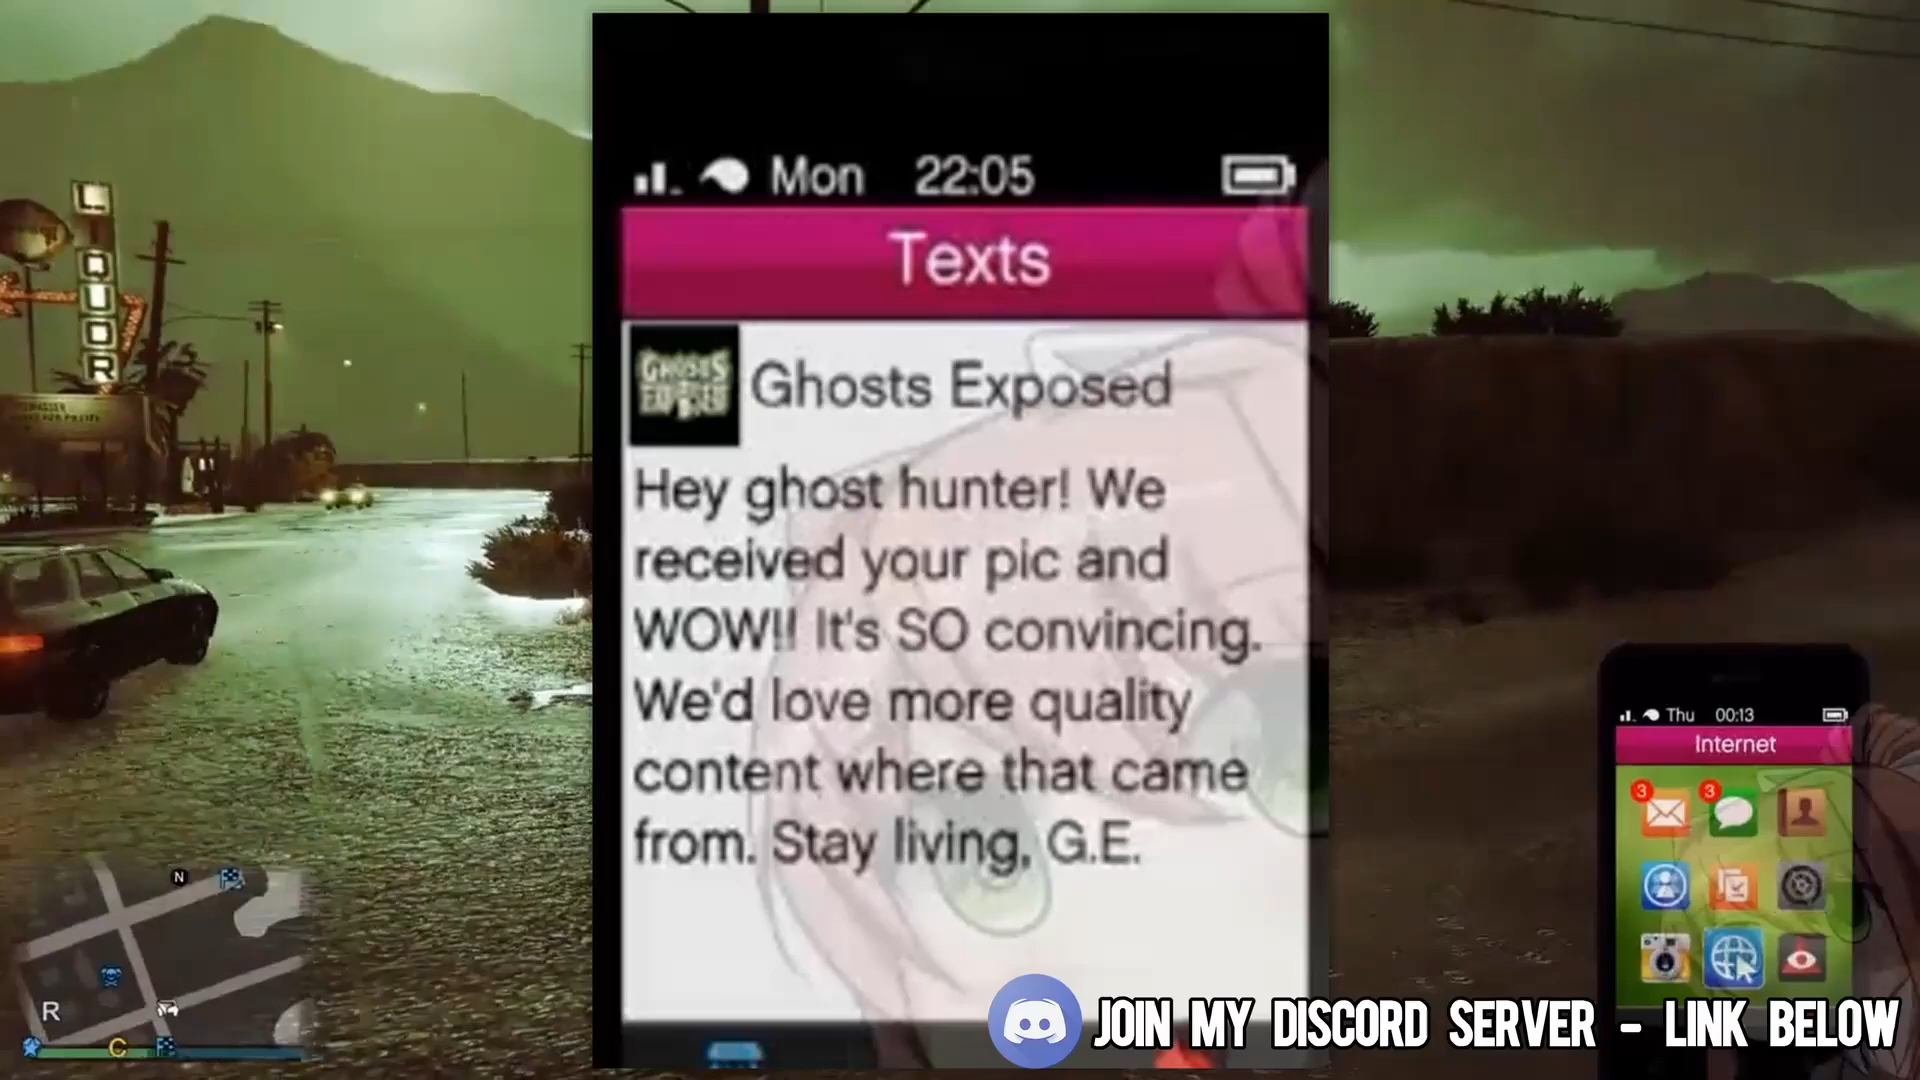 LIQUOR
Mon 22:05
Texts
GHOSTS
EXPOSED
Ghosts Exposed
Hey ghost hunter! We
received your pic and
WOW!! It's SO convincing.
We'd love more quality
content where that came
from. Stay living, G.E.
Thu 00:13
Internet
3 3
N
R
C
JOIN MY DISCORD SERVER - LINK BELOW